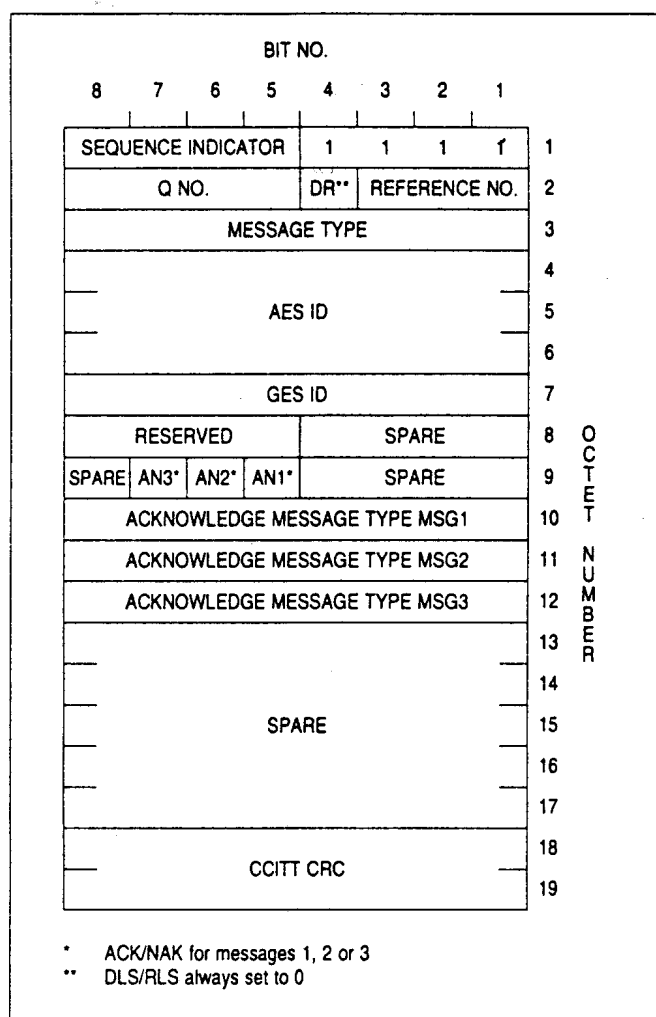 BIT NO.
8 7 6 5 4 3 2 1
SEQUENCE INDICATOR 1 1 1 1 1
Q NO. DR** REFERENCE NO. 2
MESSAGE TYPE 3
4
AES ID 5
6
GES ID 7
RESERVED SPARE 8
SPARE AN3* AN2* AN1* SPARE 9
ACKNOWLEDGE MESSAGE TYPE MSG1 10
ACKNOWLEDGE MESSAGE TYPE MSG2 11
ACKNOWLEDGE MESSAGE TYPE MSG3 12
13
14
SPARE 15
16
17
18
CCITT CRC
19
OCTET NUMBER
* ACK/NAK for messages 1, 2 or 3
** DLS/RLS always set to 0